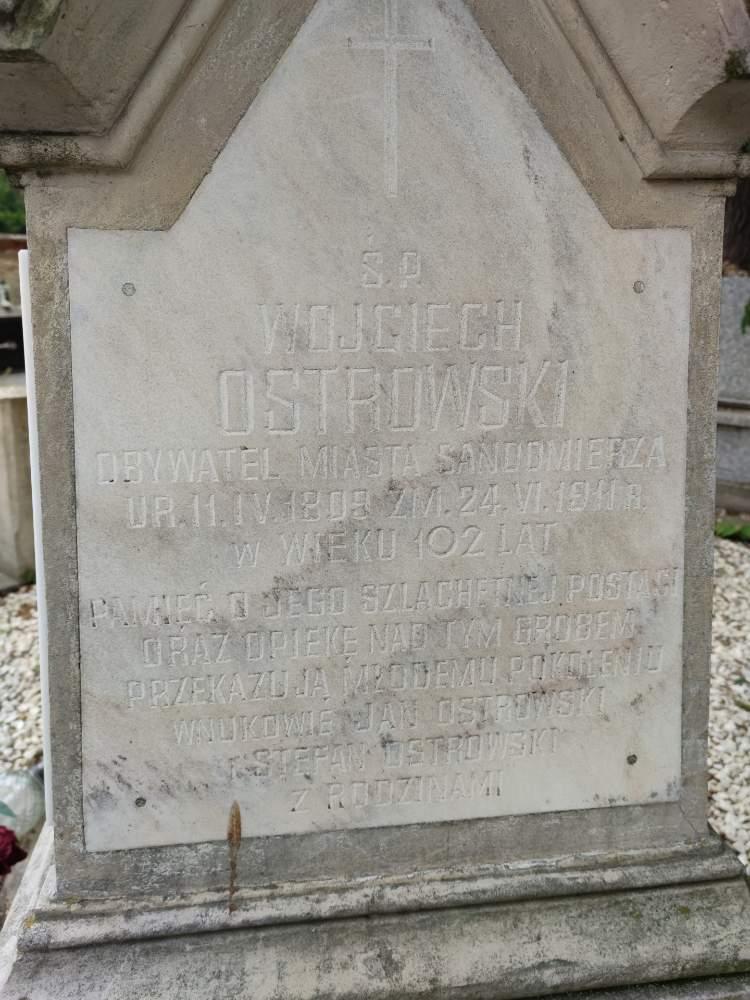 Ś.P.
WOJCIECH
OSTROWSKI
OBYWATEL MIASTA SANDOMIERZA
UR. 11. IV. 1809 ZM. 24. VI. 1911 R.
W WIEKU 102 LAT
PAMIĘĆ O JEGO SZLACHETNEJ POSTACI
ORAZ OPIEKĘ NAD TYM GROBEM
PRZEKAZUJĄ MŁODEMU POKOLENIU
WNUKOWIE JAN OSTROWSKI
I STEFAN OSTROWSKI
Z RODZINAMI